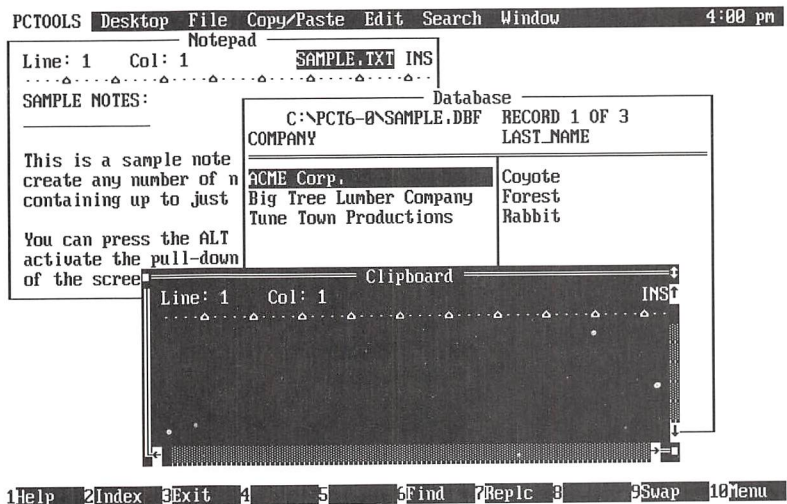 PCTOOLS Desktop File Copy/Paste Edit Search Window 4:00 pm
Notepad
Line: 1 Col: 1 SAMPLE.TXT INS
SAMPLE NOTES:
This is a sample note
create any number of n
containing up to just
You can press the ALT
activate the pull-down
of the scree
Database
C:\PCT6-0\SAMPLE.DBF RECORD 1 OF 3
COMPANY LAST_NAME
ACME Corp. Coyote
Big Tree Lumber Company Forest
Tune Town Productions Rabbit
Clipboard
Line: 1 Col: 1 INS
1Help 2Index 3Exit 4 5 6Find 7Replc 8 9Swap 10Menu